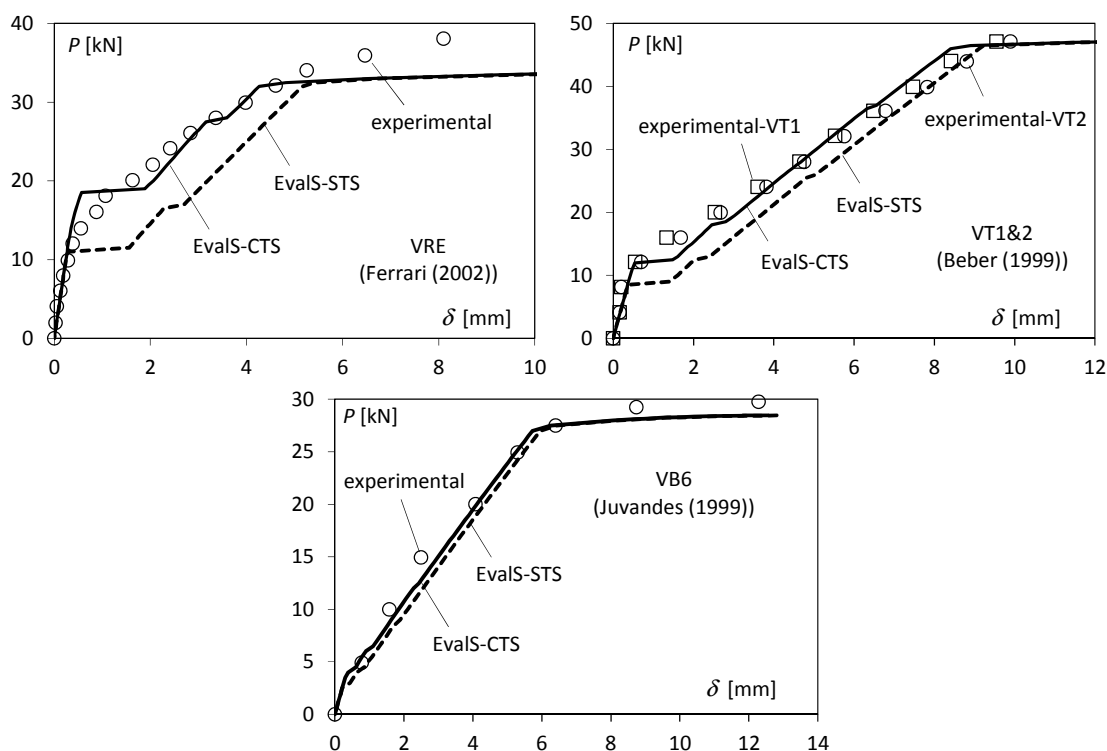 P [kN]
40
30
20
10
0
experimental
EvalS-STS
EvalS-CTS
VRE
(Ferrari (2002))
δ [mm]
0 2 4 6 8 10
P [kN]
50
40
30
20
10
0
experimental-VT1
experimental-VT2
EvalS-STS
EvalS-CTS
VT1&2
(Beber (1999))
δ [mm]
0 2 4 6 8 10 12
P [kN]
30
25
20
15
10
5
0
experimental
VB6
(Juvandes (1999))
EvalS-STS
EvalS-CTS
δ [mm]
0 2 4 6 8 10 12 14